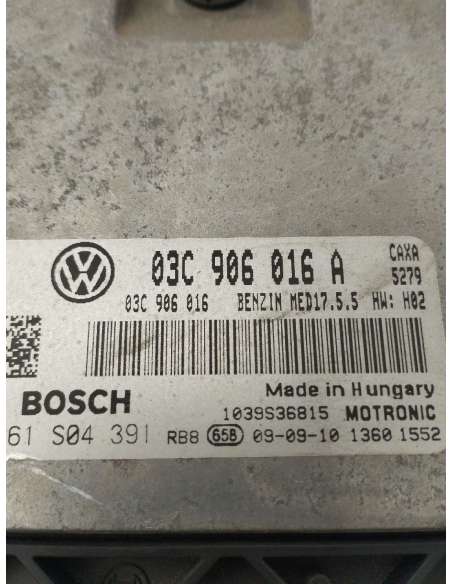 03C 906 016 A CAXA
5279
03C 906 016 BENZIN MED17.5.5 HW: H02
BOSCH Made in Hungary
1039S36815 MOTRONIC
61 S04 391 RB8 658 09-09-10 1360 1552